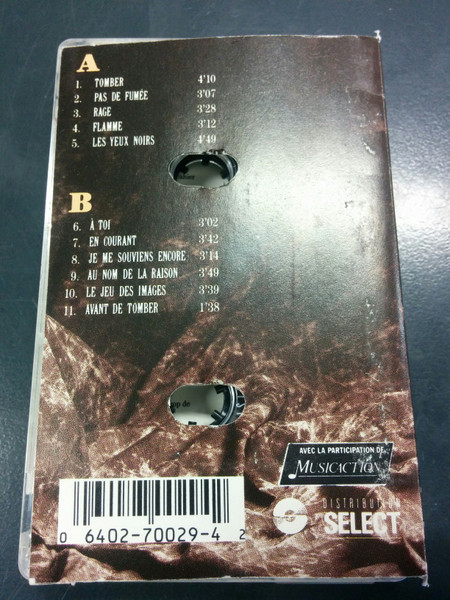 A
1. TOMBER 4'10
2. PAS DE FUMÉE 3'07
3. RAGE 3'28
4. FLAMME 3'12
5. LES YEUX NOIRS 4'49
B
6. À TOI 3'02
7. EN COURANT 3'42
8. JE ME SOUVIENS ENCORE 3'14
9. AU NOM DE LA RAISON 3'49
10. LE JEU DES IMAGES 3'39
11. AVANT DE TOMBER 1'38
de
AVEC LA PARTICIPATION DE
MUSICACTION
DISTRIBUTION
SELECT
0 6402-70029-4 2